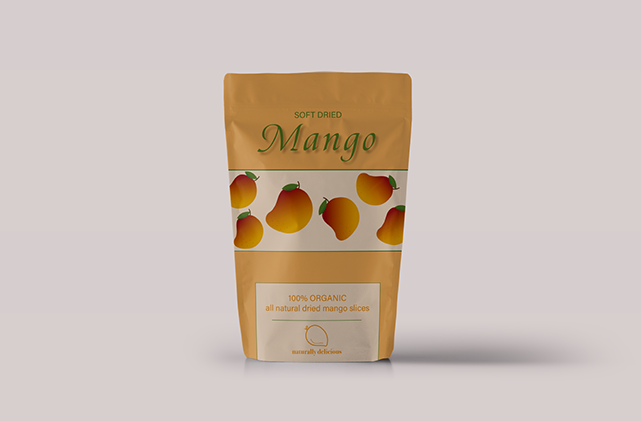 SOFT DRIED
Mango
100% ORGANIC
all natural dried mango slices
naturally delicious